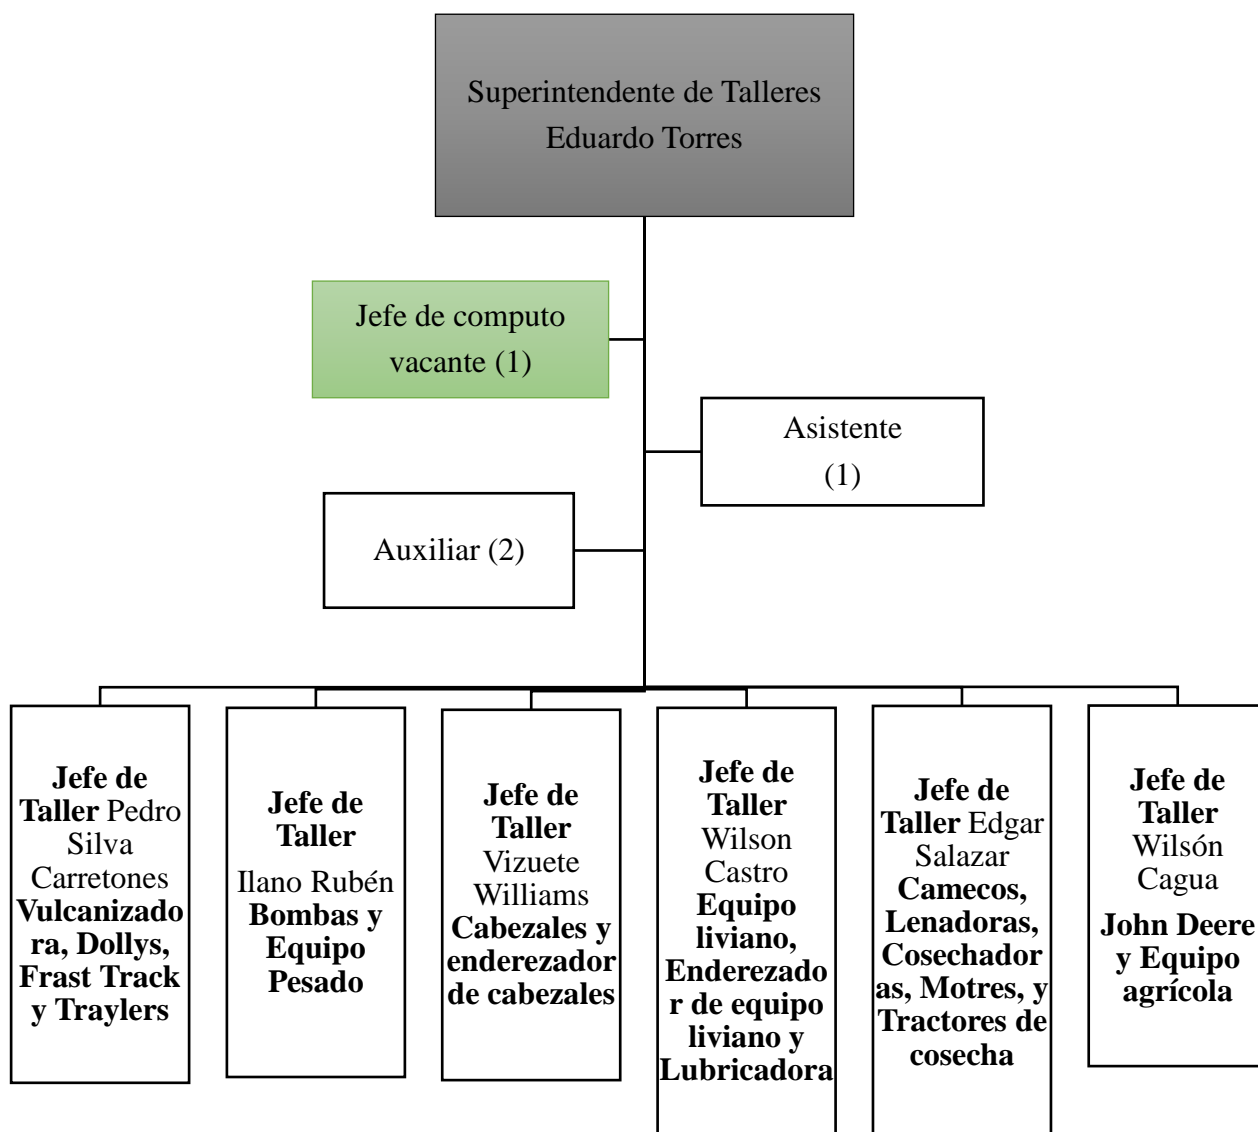 Superintendente de Talleres
Eduardo Torres
Jefe de computo
vacante (1)
Asistente
(1)
Auxiliar (2)
Jefe de
Taller Pedro
Silva
Carretones
Vulcanizado
ra, Dollys,
Frast Track
y Traylers
Jefe de
Taller
Ilano Rubén
Bombas y
Equipo
Pesado
Jefe de
Taller
Vizuete
Williams
Cabezales y
enderezador
de cabezales
Jefe de
Taller
Wilson
Castro
Equipo
liviano,
Enderezado
r de equipo
liviano y
Lubricadora
Jefe de
Taller Edgar
Salazar
Camecos,
Lenadoras,
Cosechador
as, Motres, y
Tractores de
cosecha
Jefe de
Taller
Wilsón
Cagua
John Deere
y Equipo
agrícola